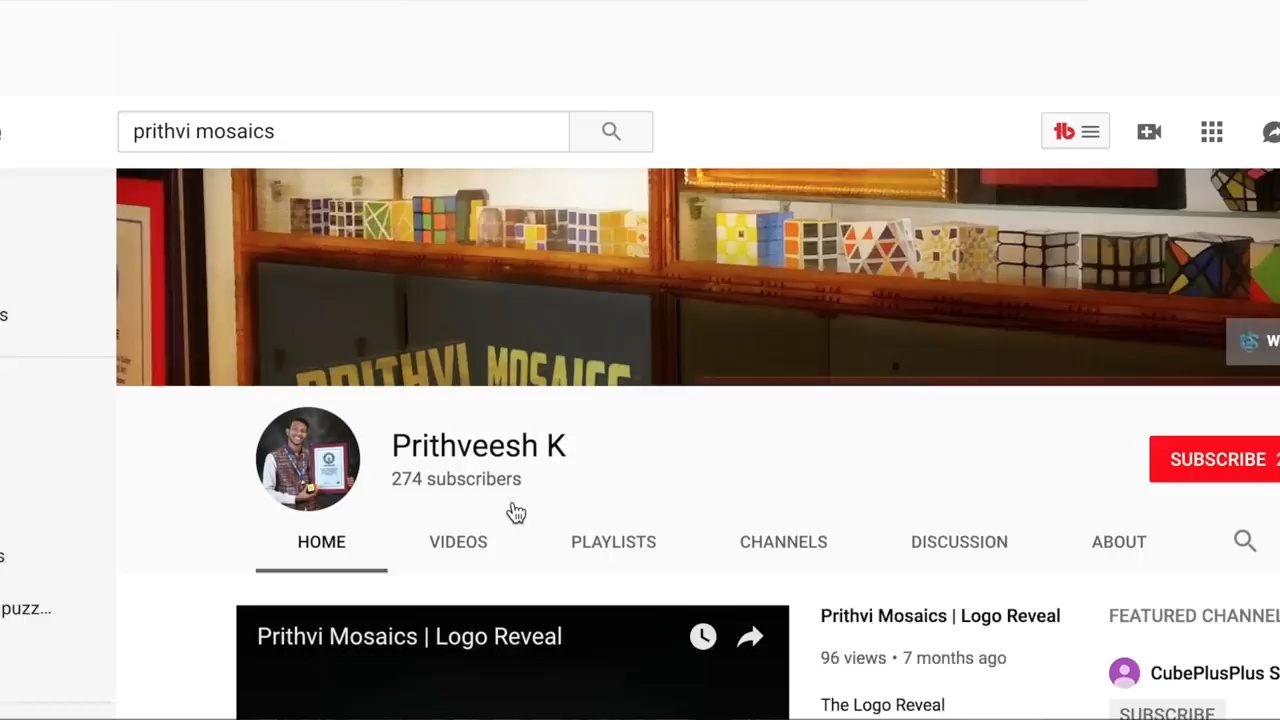 prithvi mosaics
PRITHVI MOSAICS
W
s
Prithveesh K
274 subscribers
SUBSCRIBE 2
HOME VIDEOS PLAYLISTS CHANNELS DISCUSSION ABOUT
s
puzz...
Prithvi Mosaics | Logo Reveal
Prithvi Mosaics | Logo Reveal
96 views • 7 months ago
The Logo Reveal
FEATURED CHANNEL
CubePlusPlus S
SUBSCRIBE